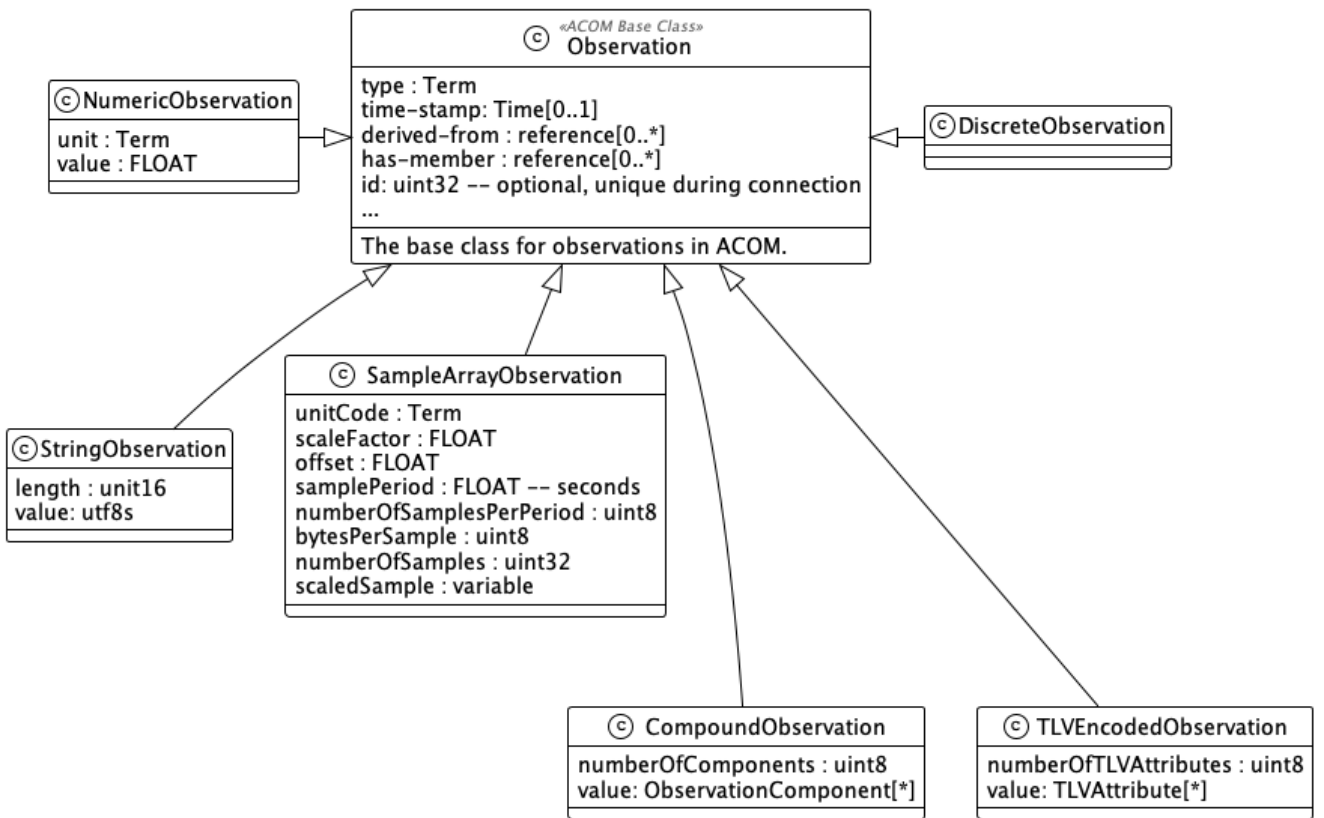 «ACOM Base Class»
C Observation
type : Term
time-stamp: Time[0..1]
derived-from : reference[0..*]
has-member : reference[0..*]
id: uint32 -- optional, unique during connection
...
The base class for observations in ACOM.
C NumericObservation
unit : Term
value : FLOAT
C DiscreteObservation
C StringObservation
length : unit16
value: utf8s
C SampleArrayObservation
unitCode : Term
scaleFactor : FLOAT
offset : FLOAT
samplePeriod : FLOAT -- seconds
numberOfSamplesPerPeriod : uint8
bytesPerSample : uint8
numberOfSamples : uint32
scaledSample : variable
C CompoundObservation
numberOfComponents : uint8
value: ObservationComponent[*]
C TLVEncodedObservation
numberOfTLVAttributes : uint8
value: TLVAttribute[*]